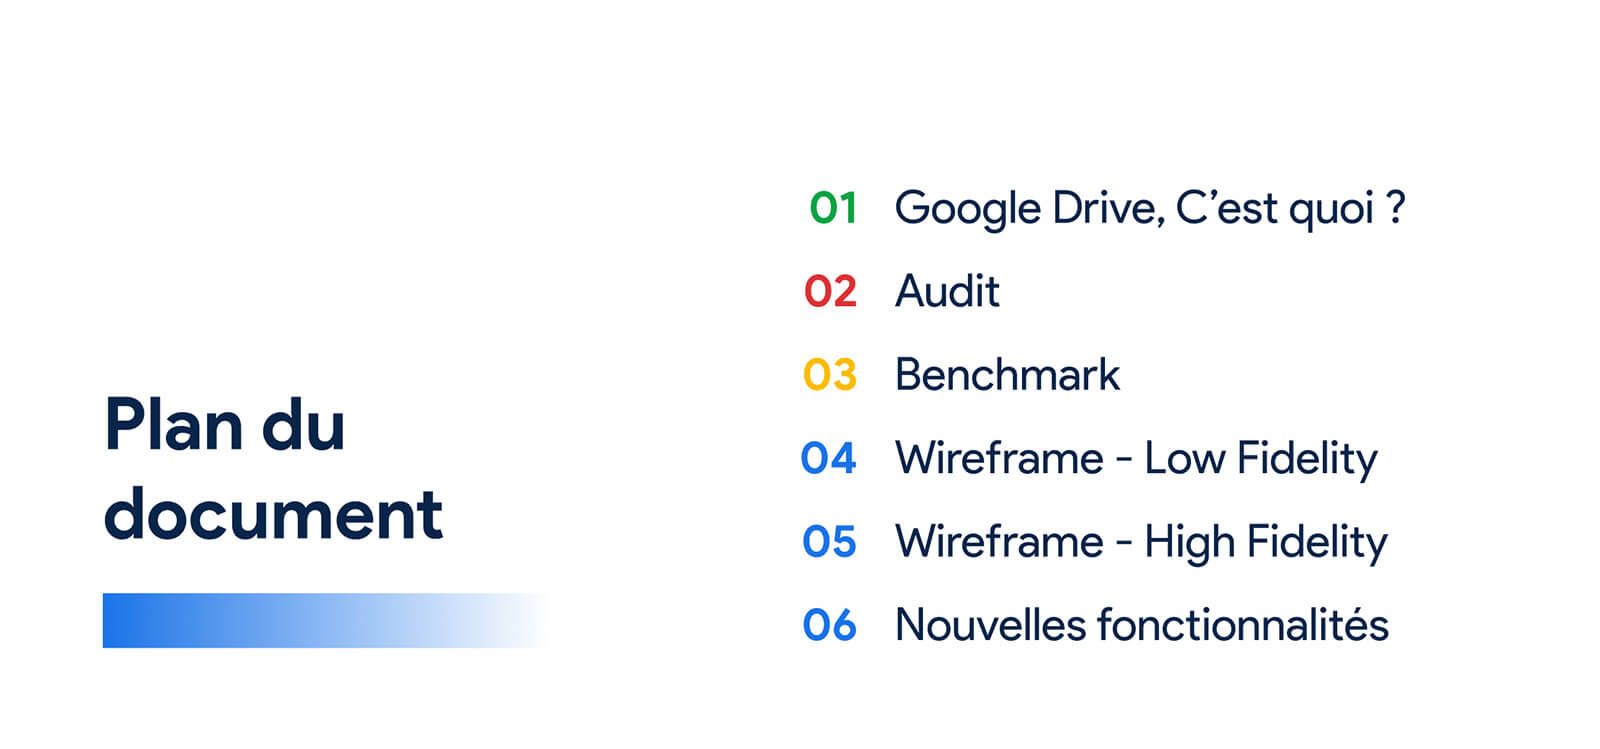 Plan du
document
01 Google Drive, C’est quoi ?
02 Audit
03 Benchmark
04 Wireframe - Low Fidelity
05 Wireframe - High Fidelity
06 Nouvelles fonctionnalités